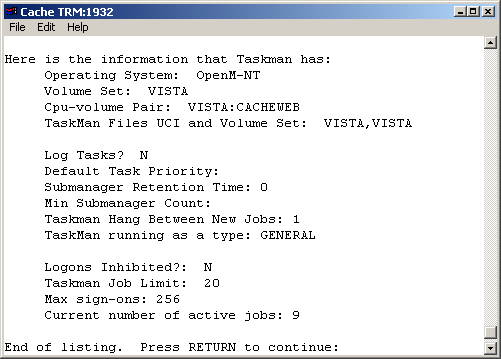 Cache TRM:1932
File Edit Help
Here is the information that Taskman has:
Operating System:  OpenM-NT
Volume Set:  VISTA
Cpu-volume Pair:  VISTA:CACHEWEB
TaskMan Files UCI and Volume Set:  VISTA,VISTA
Log Tasks?  N
Default Task Priority:
Submanager Retention Time: 0
Min Submanager Count:
Taskman Hang Between New Jobs: 1
TaskMan running as a type: GENERAL
Logons Inhibited?:  N
Taskman Job Limit:  20
Max sign-ons: 256
Current number of active jobs: 9
End of listing.  Press RETURN to continue: